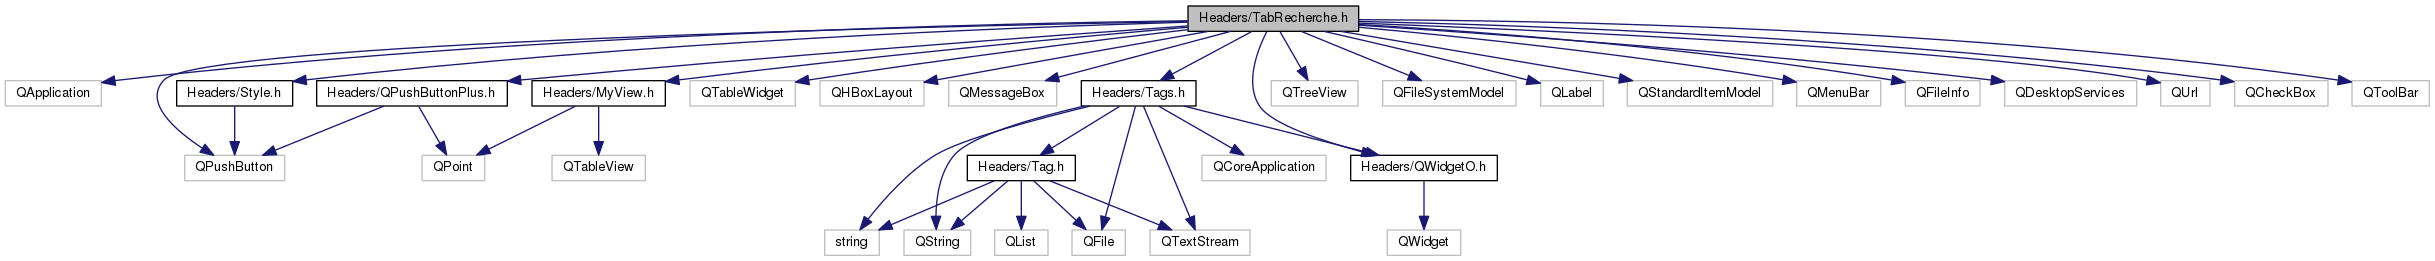 Headers/TabRecherche.h
QApplication
Headers/Style.h
Headers/QPushButtonPlus.h
Headers/MyView.h
QTableWidget
QHBoxLayout
QMessageBox
Headers/Tags.h
QTreeView
QFileSystemModel
QLabel
QStandardItemModel
QMenuBar
QFileInfo
QDesktopServices
QUrl
QCheckBox
QToolBar
QPushButton
QPoint
QTableView
Headers/Tag.h
QCoreApplication
Headers/QWidgetO.h
string
QString
QList
QFile
QTextStream
QWidget